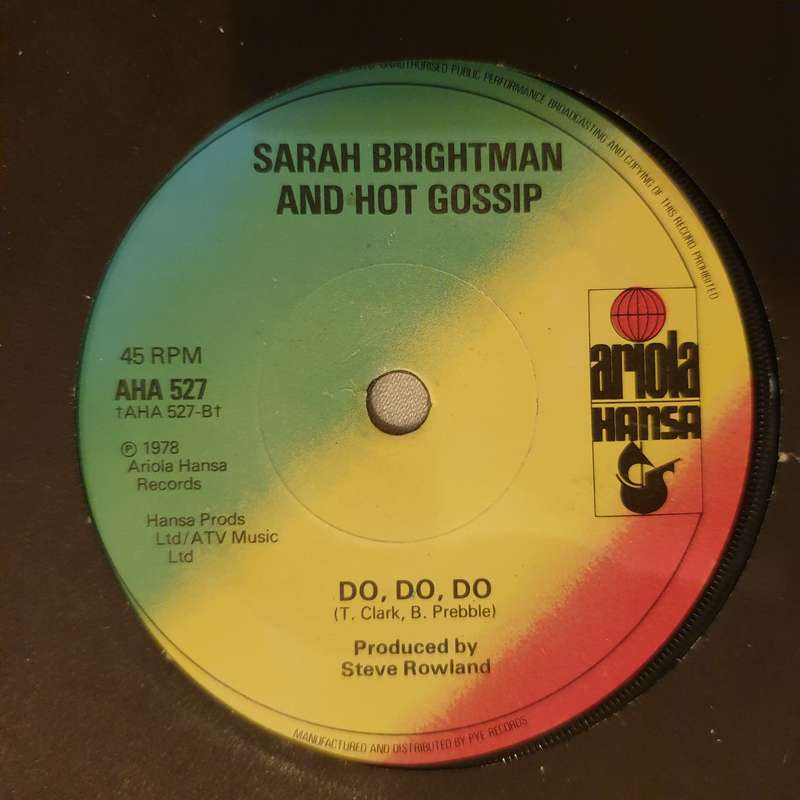 UNAUTHORISED PUBLIC PERFORMANCE BROADCASTING AND COPYING OF THIS RECORD PROHIBITED
SARAH BRIGHTMAN
AND HOT GOSSIP
45 RPM
AHA 527
†AHA 527-B†
℗ 1978
Ariola Hansa
Records
Hansa Prods
Ltd/ATV Music
Ltd
ariola
HANSA
DO, DO, DO
(T. Clark, B. Prebble)
Produced by
Steve Rowland
MANUFACTURED AND DISTRIBUTED BY PYE RECORDS